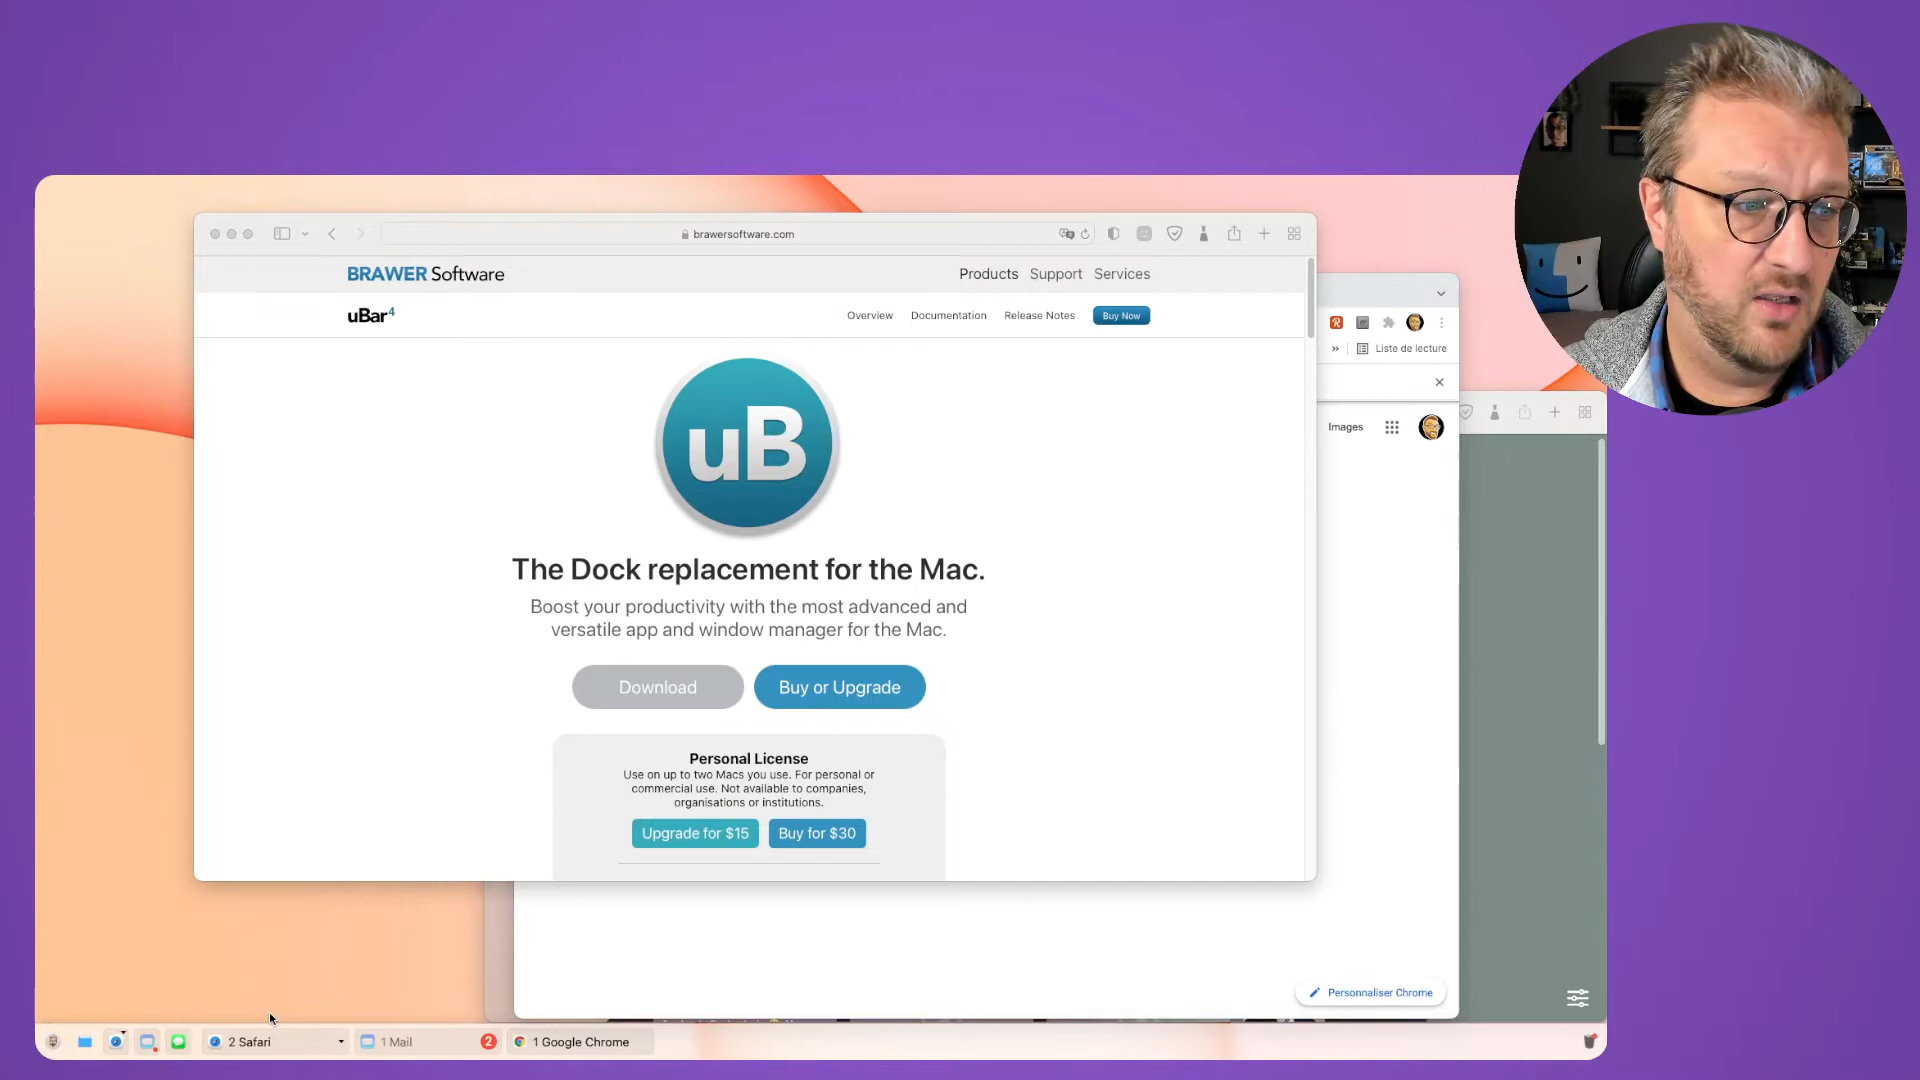 brawersoftware.com
BRAWER Software
Products Support Services
uBar4
Overview Documentation Release Notes Buy Now
uB
The Dock replacement for the Mac.
Boost your productivity with the most advanced and
versatile app and window manager for the Mac.
Download Buy or Upgrade
Personal License
Use on up to two Macs you use. For personal or
commercial use. Not available to companies,
organisations or institutions.
Upgrade for $15 Buy for $30
» Liste de lecture
Images
Personnaliser Chrome
2 Safari 1 Mail 2 1 Google Chrome